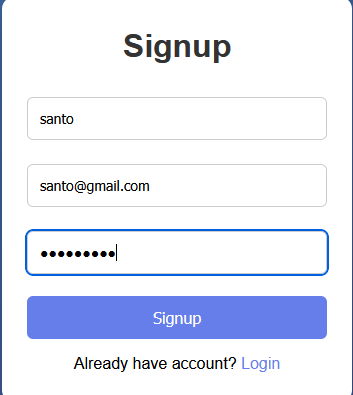 Signup
santo
santo@gmail.com
•••••••••
Signup
Already have account? Login